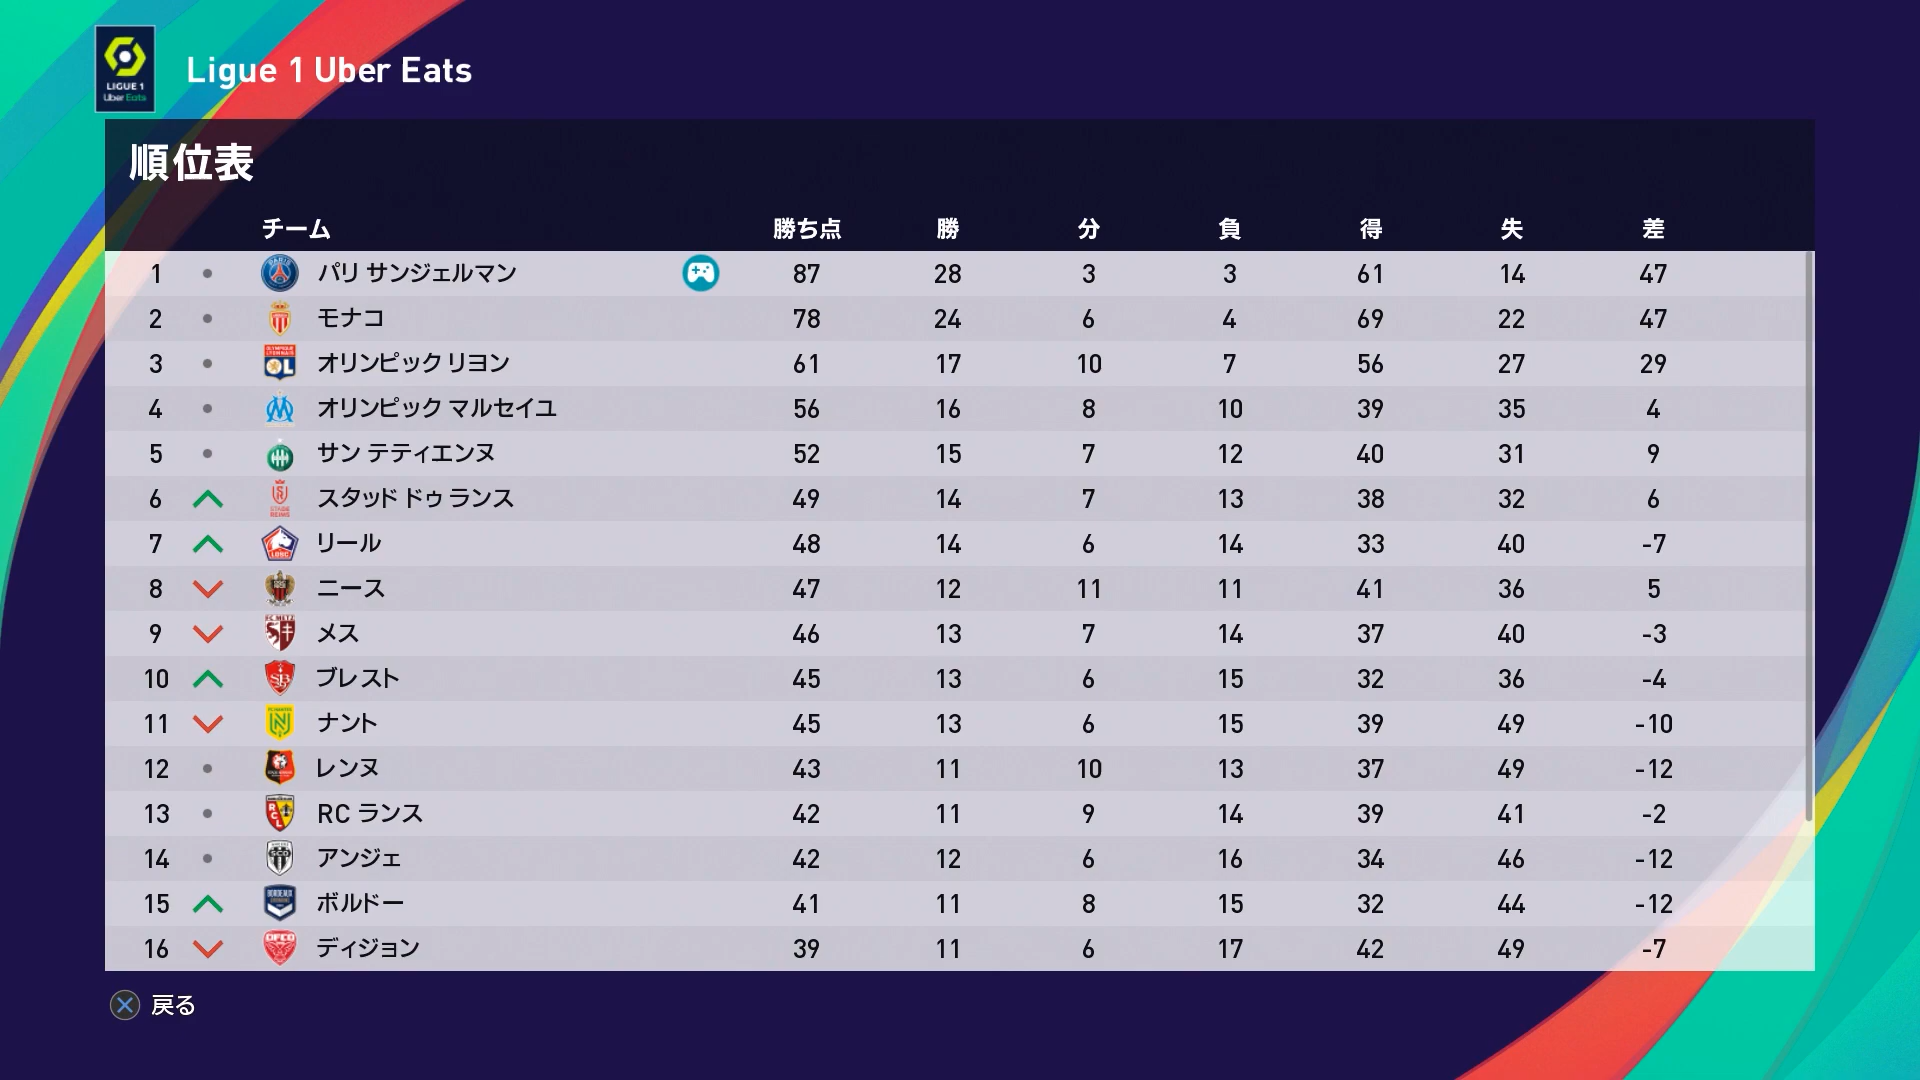 LIGUE 1
Uber Eats
Ligue 1 Uber Eats
順位表
チーム 勝ち点 勝 分 負 得 失 差
1 パリ サンジェルマン 87 28 3 3 61 14 47
2 モナコ 78 24 6 4 69 22 47
3 オリンピック リヨン 61 17 10 7 56 27 29
4 オリンピック マルセイユ 56 16 8 10 39 35 4
5 サン テティエンヌ 52 15 7 12 40 31 9
6 スタッド ドゥ ランス 49 14 7 13 38 32 6
7 リール 48 14 6 14 33 40 -7
8 ニース 47 12 11 11 41 36 5
9 メス 46 13 7 14 37 40 -3
10 ブレスト 45 13 6 15 32 36 -4
11 ナント 45 13 6 15 39 49 -10
12 レンヌ 43 11 10 13 37 49 -12
13 RC ランス 42 11 9 14 39 41 -2
14 アンジェ 42 12 6 16 34 46 -12
15 ボルドー 41 11 8 15 32 44 -12
16 ディジョン 39 11 6 17 42 49 -7
戻る